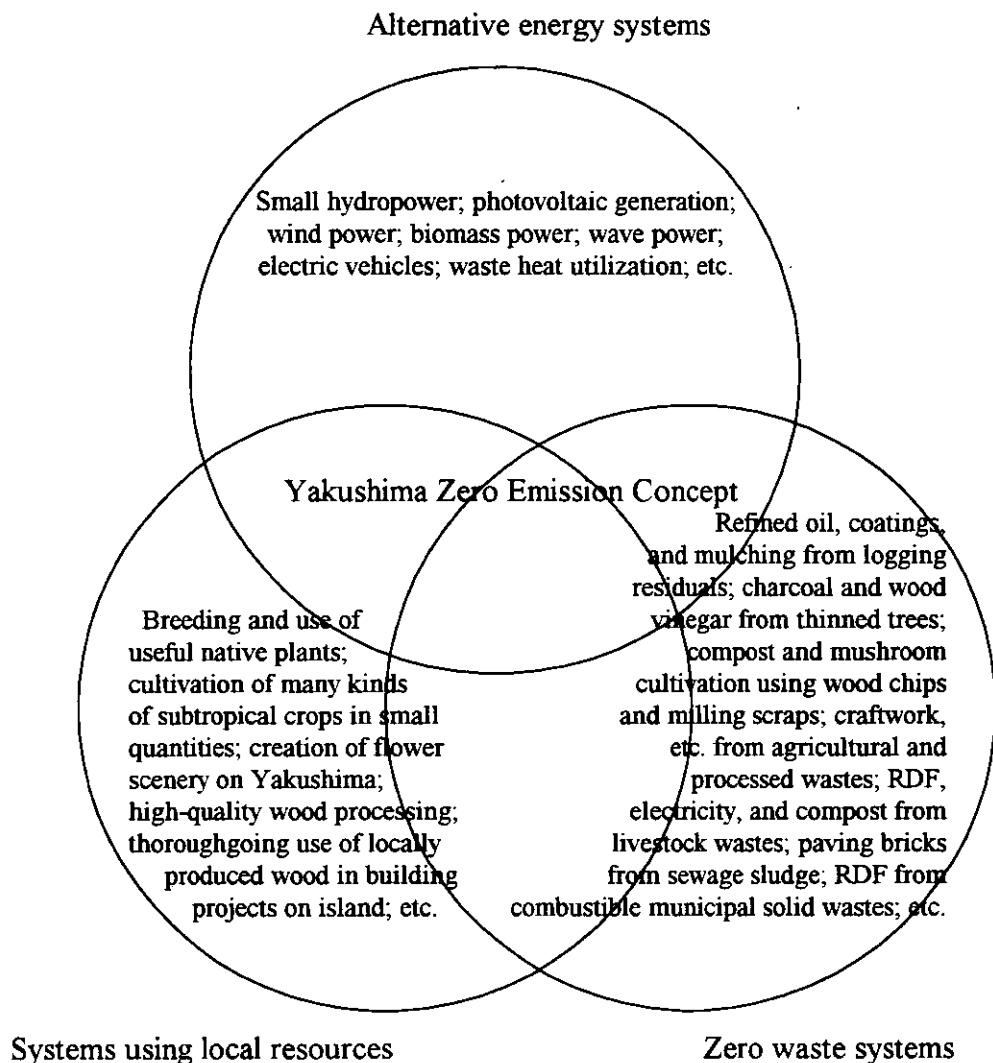 Alternative energy systems
Small hydropower; photovoltaic generation;
wind power; biomass power; wave power;
electric vehicles; waste heat utilization; etc.
Yakushima Zero Emission Concept
Breeding and use of
useful native plants;
cultivation of many kinds
of subtropical crops in small
quantities; creation of flower
scenery on Yakushima;
high-quality wood processing;
thoroughgoing use of locally
produced wood in building
projects on island; etc.
Refined oil, coatings,
and mulching from logging
residuals; charcoal and wood
vinegar from thinned trees;
compost and mushroom
cultivation using wood chips
and milling scraps; craftwork,
etc. from agricultural and
processed wastes; RDF,
electricity, and compost from
livestock wastes; paving bricks
from sewage sludge; RDF from
combustible municipal solid wastes; etc.
Systems using local resources
Zero waste systems